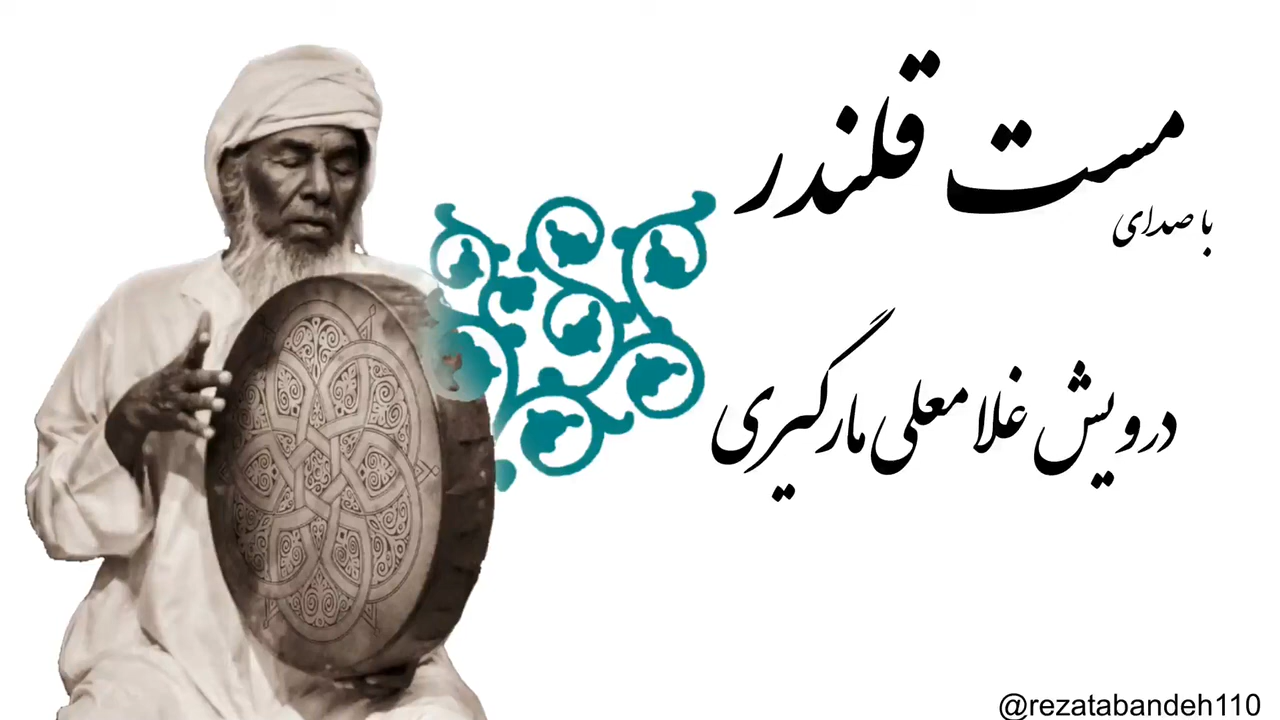 مست قلندر
با صدای
درویش غلامعلی مارگیری
@rezatabandeh110